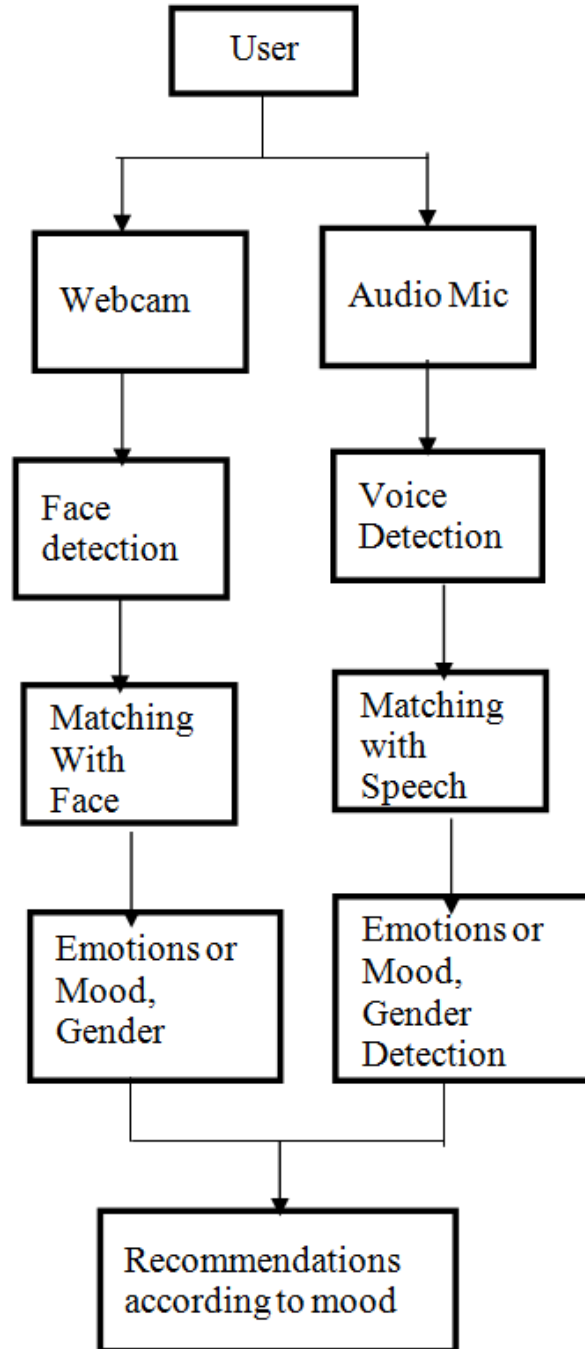 User
Webcam
Audio Mic
Face
detection
Voice
Detection
Matching
With
Face
Matching
with
Speech
Emotions or
Mood,
Gender
Emotions or
Mood,
Gender
Detection
Recommendations
according to mood